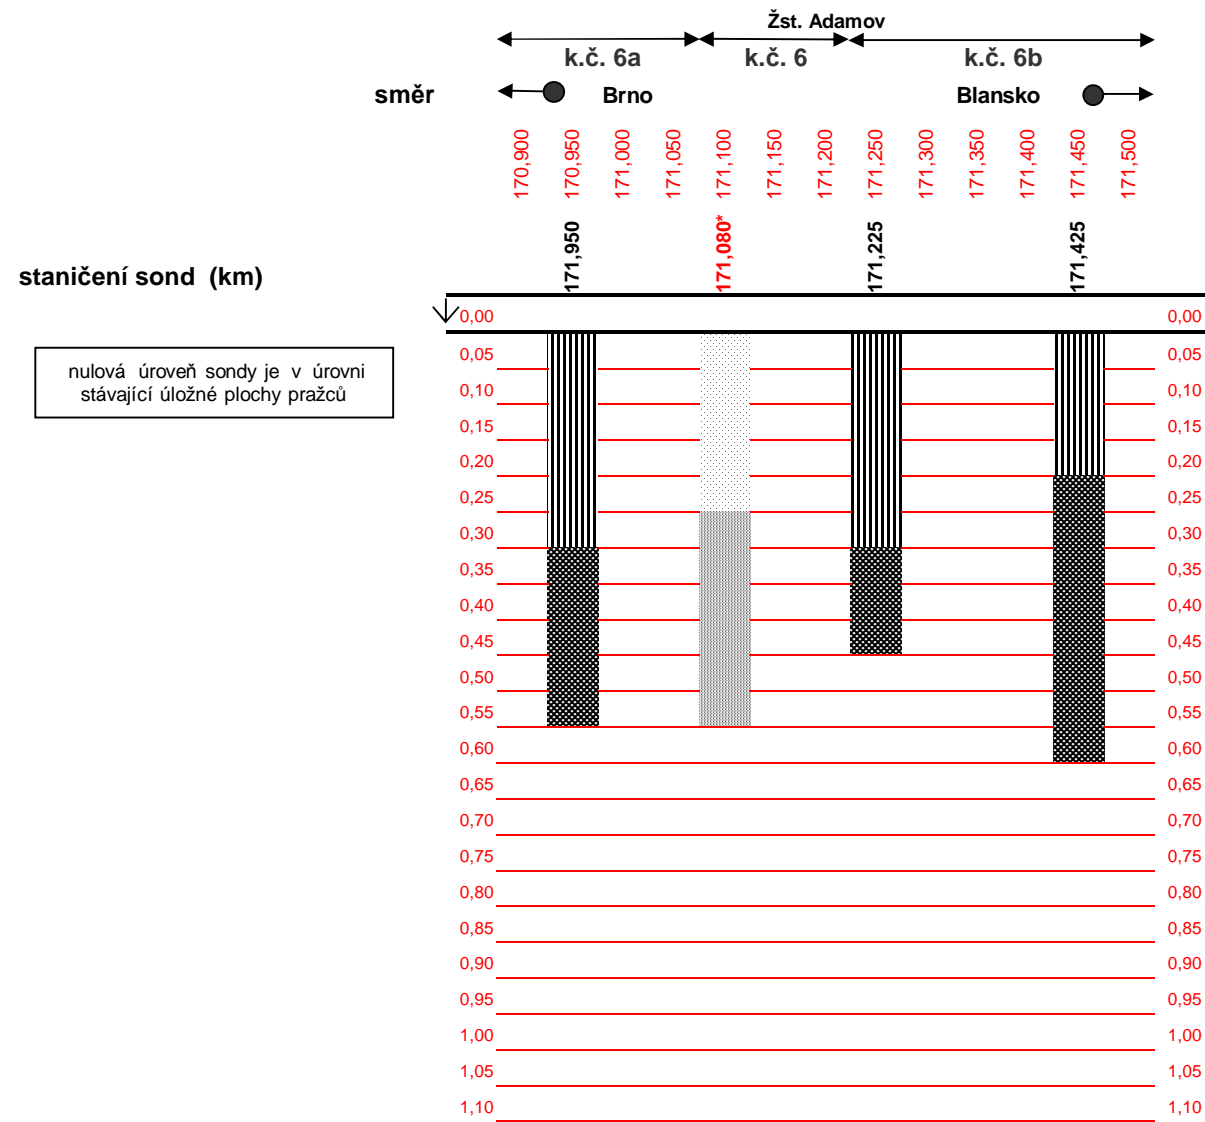 Žst. Adamov
k.č. 6a k.č. 6 k.č. 6b
směr Brno Blansko
170,900 170,950 171,000 171,050 171,100 171,150 171,200 171,250 171,300 171,350 171,400 171,450 171,500
171,950 171,080* 171,225 171,425
staničení sond (km)
0,00 0,00
0,05 0,05
nulová úroveň sondy je v úrovni
stávající úložné plochy pražců
0,10 0,10
0,15 0,15
0,20 0,20
0,25 0,25
0,30 0,30
0,35 0,35
0,40 0,40
0,45 0,45
0,50 0,50
0,55 0,55
0,60 0,60
0,65 0,65
0,70 0,70
0,75 0,75
0,80 0,80
0,85 0,85
0,90 0,90
0,95 0,95
1,00 1,00
1,05 1,05
1,10 1,10